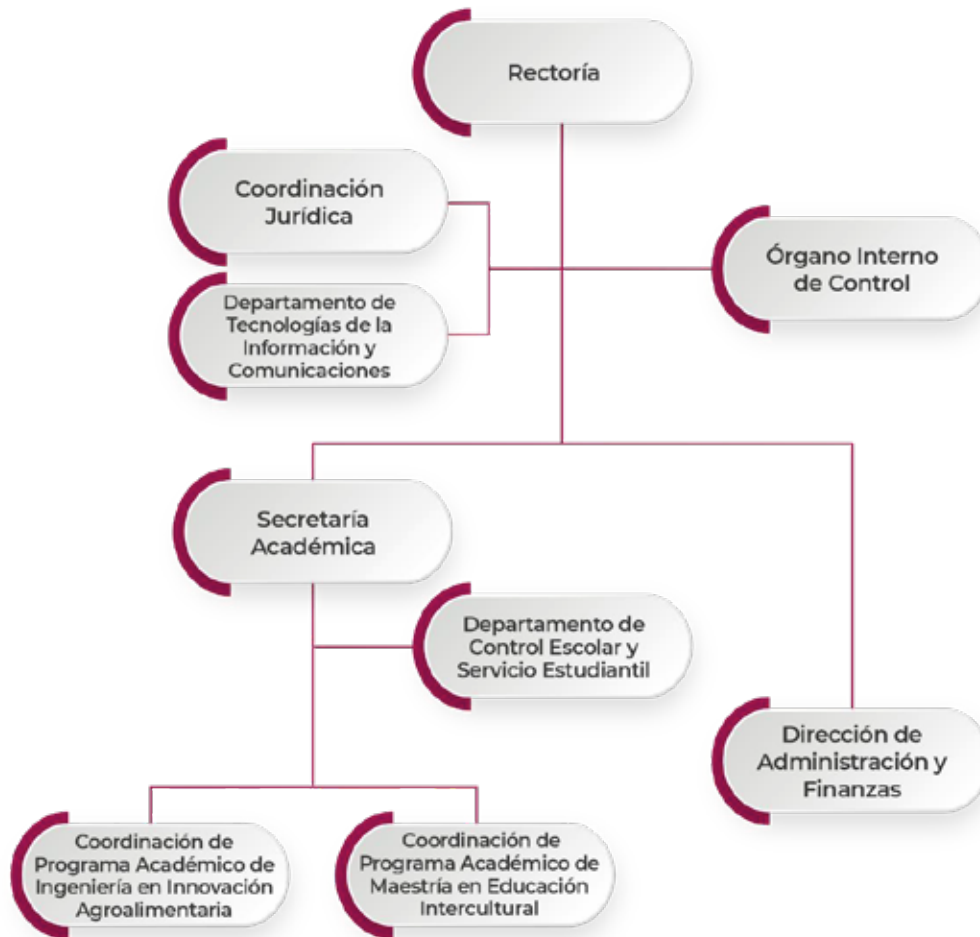 Rectoría
Coordinación
Jurídica
Órgano Interno
de Control
Departamento de
Tecnologías de la
Información y
Comunicaciones
Secretaría
Académica
Departamento de
Control Escolar y
Servicio Estudiantil
Dirección de
Administración y
Finanzas
Coordinación de
Programa Académico de
Ingeniería en Innovación
Agroalimentaria
Coordinación de
Programa Académico de
Maestría en Educación
Intercultural